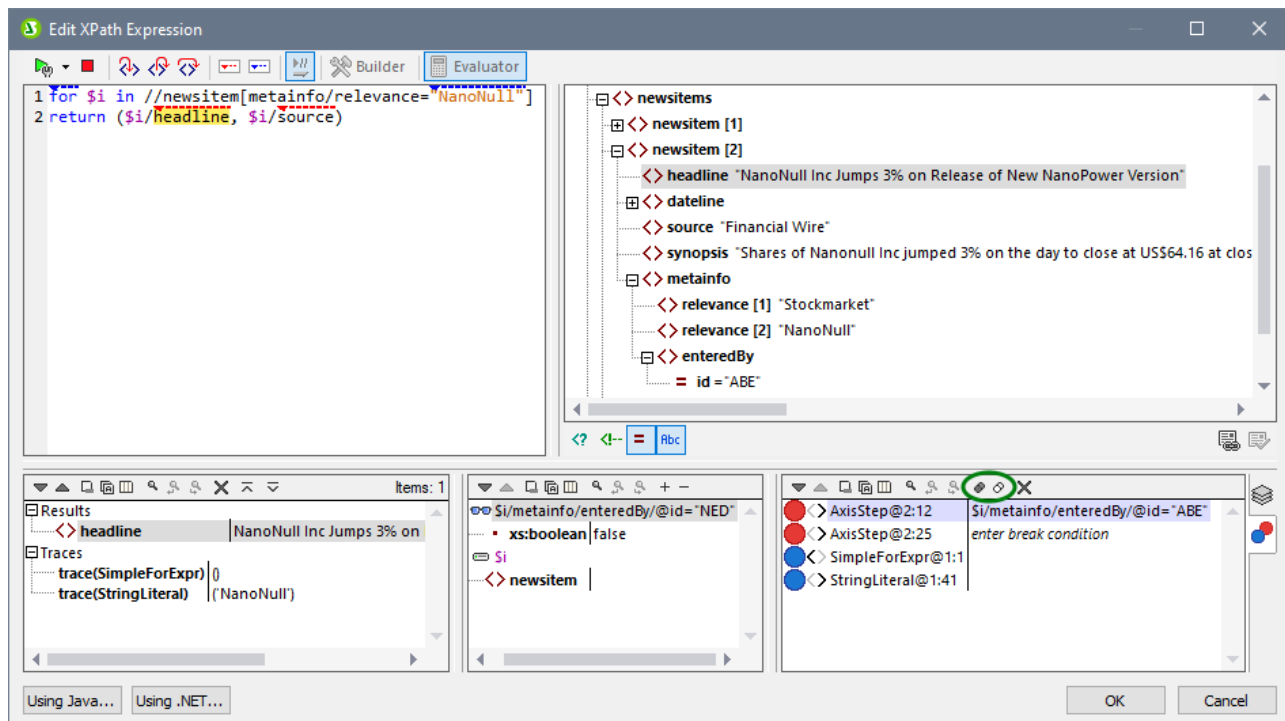 Edit XPath Expression
Builder
Evaluator
1 for $i in //newsitem[metainfo/relevance="NanoNull"]
2 return ($i/headline, $i/source)
newsitems
newsitem [1]
newsitem [2]
headline "NanoNull Inc Jumps 3% on Release of New NanoPower Version"
dateline
source "Financial Wire"
synopsis "Shares of Nanonull Inc jumped 3% on the day to close at US$64.16 at clos
metainfo
relevance [1] "Stockmarket"
relevance [2] "NanoNull"
enteredBy
= id ="ABE"
<? <!-- = Abc
Items: 1
Results
headline NanoNull Inc Jumps 3% on
Traces
trace(SimpleForExpr) ()
trace(StringLiteral) ('NanoNull')
$i/metainfo/enteredBy/@id="NED"
xs:boolean false
$i
newsitem
AxisStep@2:12 $i/metainfo/enteredBy/@id="ABE"
AxisStep@2:25 enter break condition
SimpleForExpr@1:1
StringLiteral@1:41
Using Java...
Using .NET...
OK
Cancel